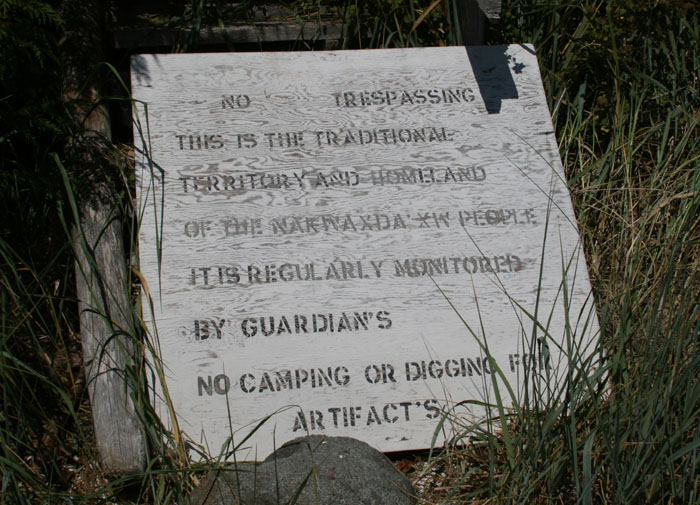 NO TRESPASSING
THIS IS THE TRADITIONAL
TERRITORY AND HOMELAND
OF THE NAKWAXDA'XW PEOPLE
IT IS REGULARLY MONITORED
BY GUARDIAN'S
NO CAMPING OR DIGGING FOR
ARTIFACT'S